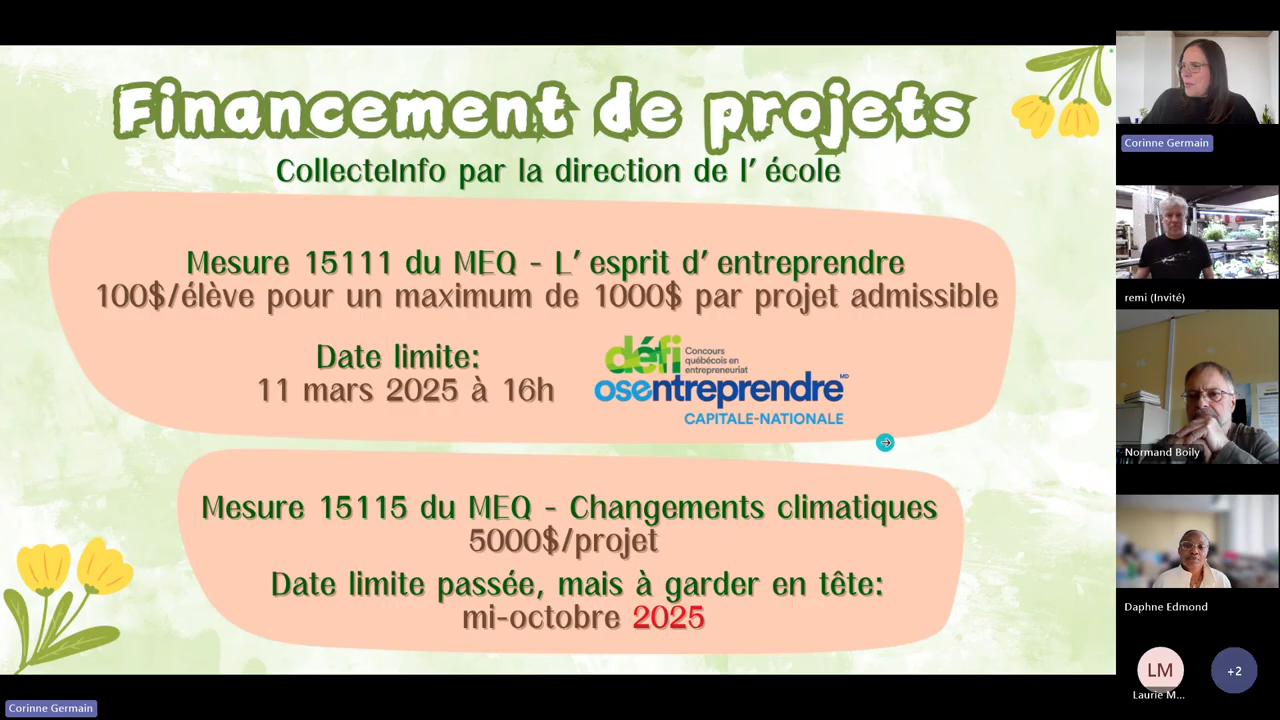 Financement de projets
CollecteInfo par la direction de l'école
Mesure 15111 du MEQ - L'esprit d'entreprendre
100$/élève pour un maximum de 1000$ par projet admissible
Date limite:
11 mars 2025 à 16h
défi
Concours
québécois en
entrepreneuriat
osentreprendre MD
CAPITALE-NATIONALE
Mesure 15115 du MEQ - Changements climatiques
5000$/projet
Date limite passée, mais à garder en tête:
mi-octobre 2025
Corinne Germain
Corinne Germain
remi (Invité)
Normand Boily
Daphne Edmond
LM
Laurie M...
+2